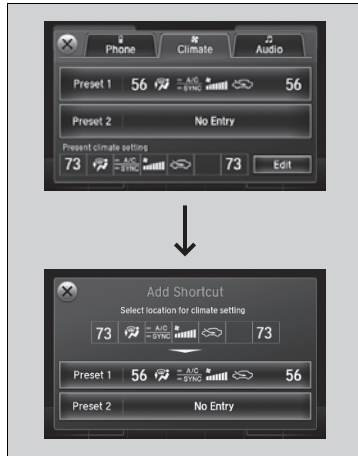 Phone Climate Audio
Preset 1 56 A/C SYNC 56
Preset 2 No Entry
Present climate setting
73 A/C SYNC 73 Edit
Add Shortcut
Select location for climate setting
73 A/C SYNC 73
Preset 1 56 A/C SYNC 56
Preset 2 No Entry